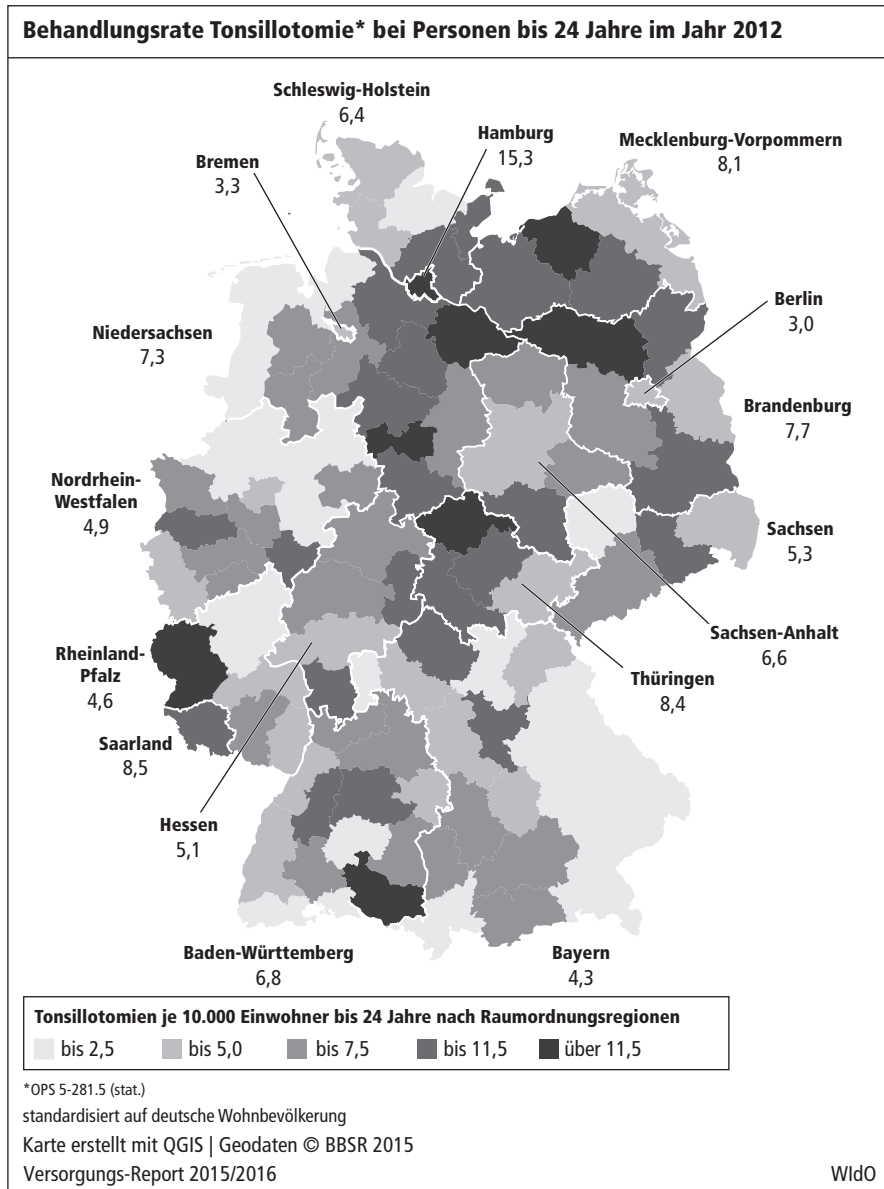 Behandlungsrate Tonsillotomie* bei Personen bis 24 Jahre im Jahr 2012
Schleswig-Holstein
6,4
Hamburg
15,3
Mecklenburg-Vorpommern
8,1
Bremen
3,3
Berlin
3,0
Niedersachsen
7,3
Brandenburg
7,7
Nordrhein-
Westfalen
4,9
Sachsen
5,3
Sachsen-Anhalt
6,6
Rheinland-
Pfalz
4,6
Thüringen
8,4
Saarland
8,5
Hessen
5,1
Baden-Württemberg
6,8
Bayern
4,3
Tonsillotomien je 10.000 Einwohner bis 24 Jahre nach Raumordnungsregionen
bis 2,5 bis 5,0 bis 7,5 bis 11,5 über 11,5
*OPS 5-281.5 (stat.)
standardisiert auf deutsche Wohnbevölkerung
Karte erstellt mit QGIS | Geodaten © BBSR 2015
Versorgungs-Report 2015/2016 WIdO